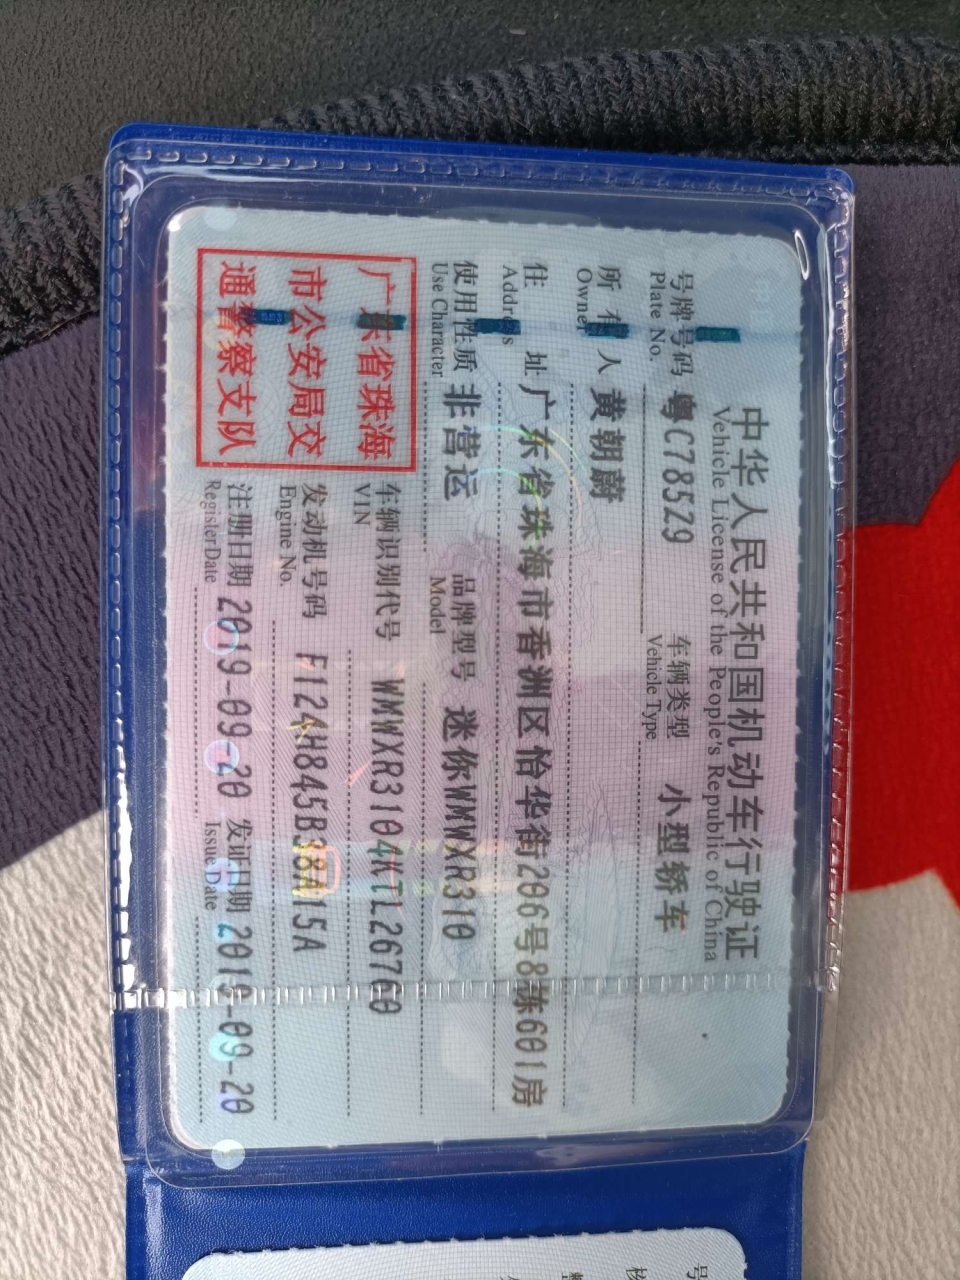 中华人民共和国机动车行驶证
Vehicle License of the People's Republic of China
号牌号码 粤C785Z9 车辆类型 小型轿车
Plate No. Vehicle Type
所有人 黄朝蔚
Owner
住址 广东省珠海市香洲区怡华街206号8栋601房
Address
使用性质 非营运 品牌型号 迷你WMWXR310
Use Character Model
广东省珠海
市公安局交
通警察支队
车辆识别代号 WMWXR3104KTL26760
VIN
发动机号码 F124H845B38A15A
Engine No.
注册日期 2019-09-20 发证日期 2019-09-20
Register Date Issue Date
号